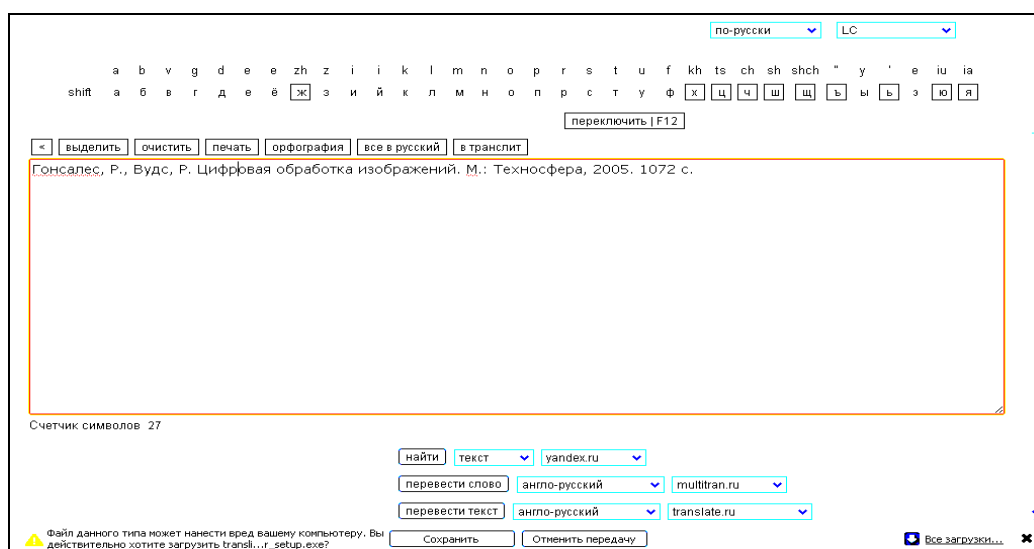 по-русски LC
a b v g d e e zh z i i k l m n o p r s t u f kh ts ch sh shch " y ' e iu ia
shift а б в г д е ё ж з и й к л м н о п р с т у ф х ц ч ш щ ъ ы ь э ю я
переключить | F12
< выделить очистить печать орфография все в русский в транслит
Гонсалес, Р., Вудс, Р. Цифровая обработка изображений. М.: Техносфера, 2005. 1072 с.
Счетчик символов 27
найти текст yandex.ru
перевести слово англо-русский multitran.ru
перевести текст англо-русский translate.ru
Файл данного типа может нанести вред вашему компьютеру. Вы
действительно хотите загрузить transli...r_setup.exe?
Сохранить Отменить передачу Все загрузки...